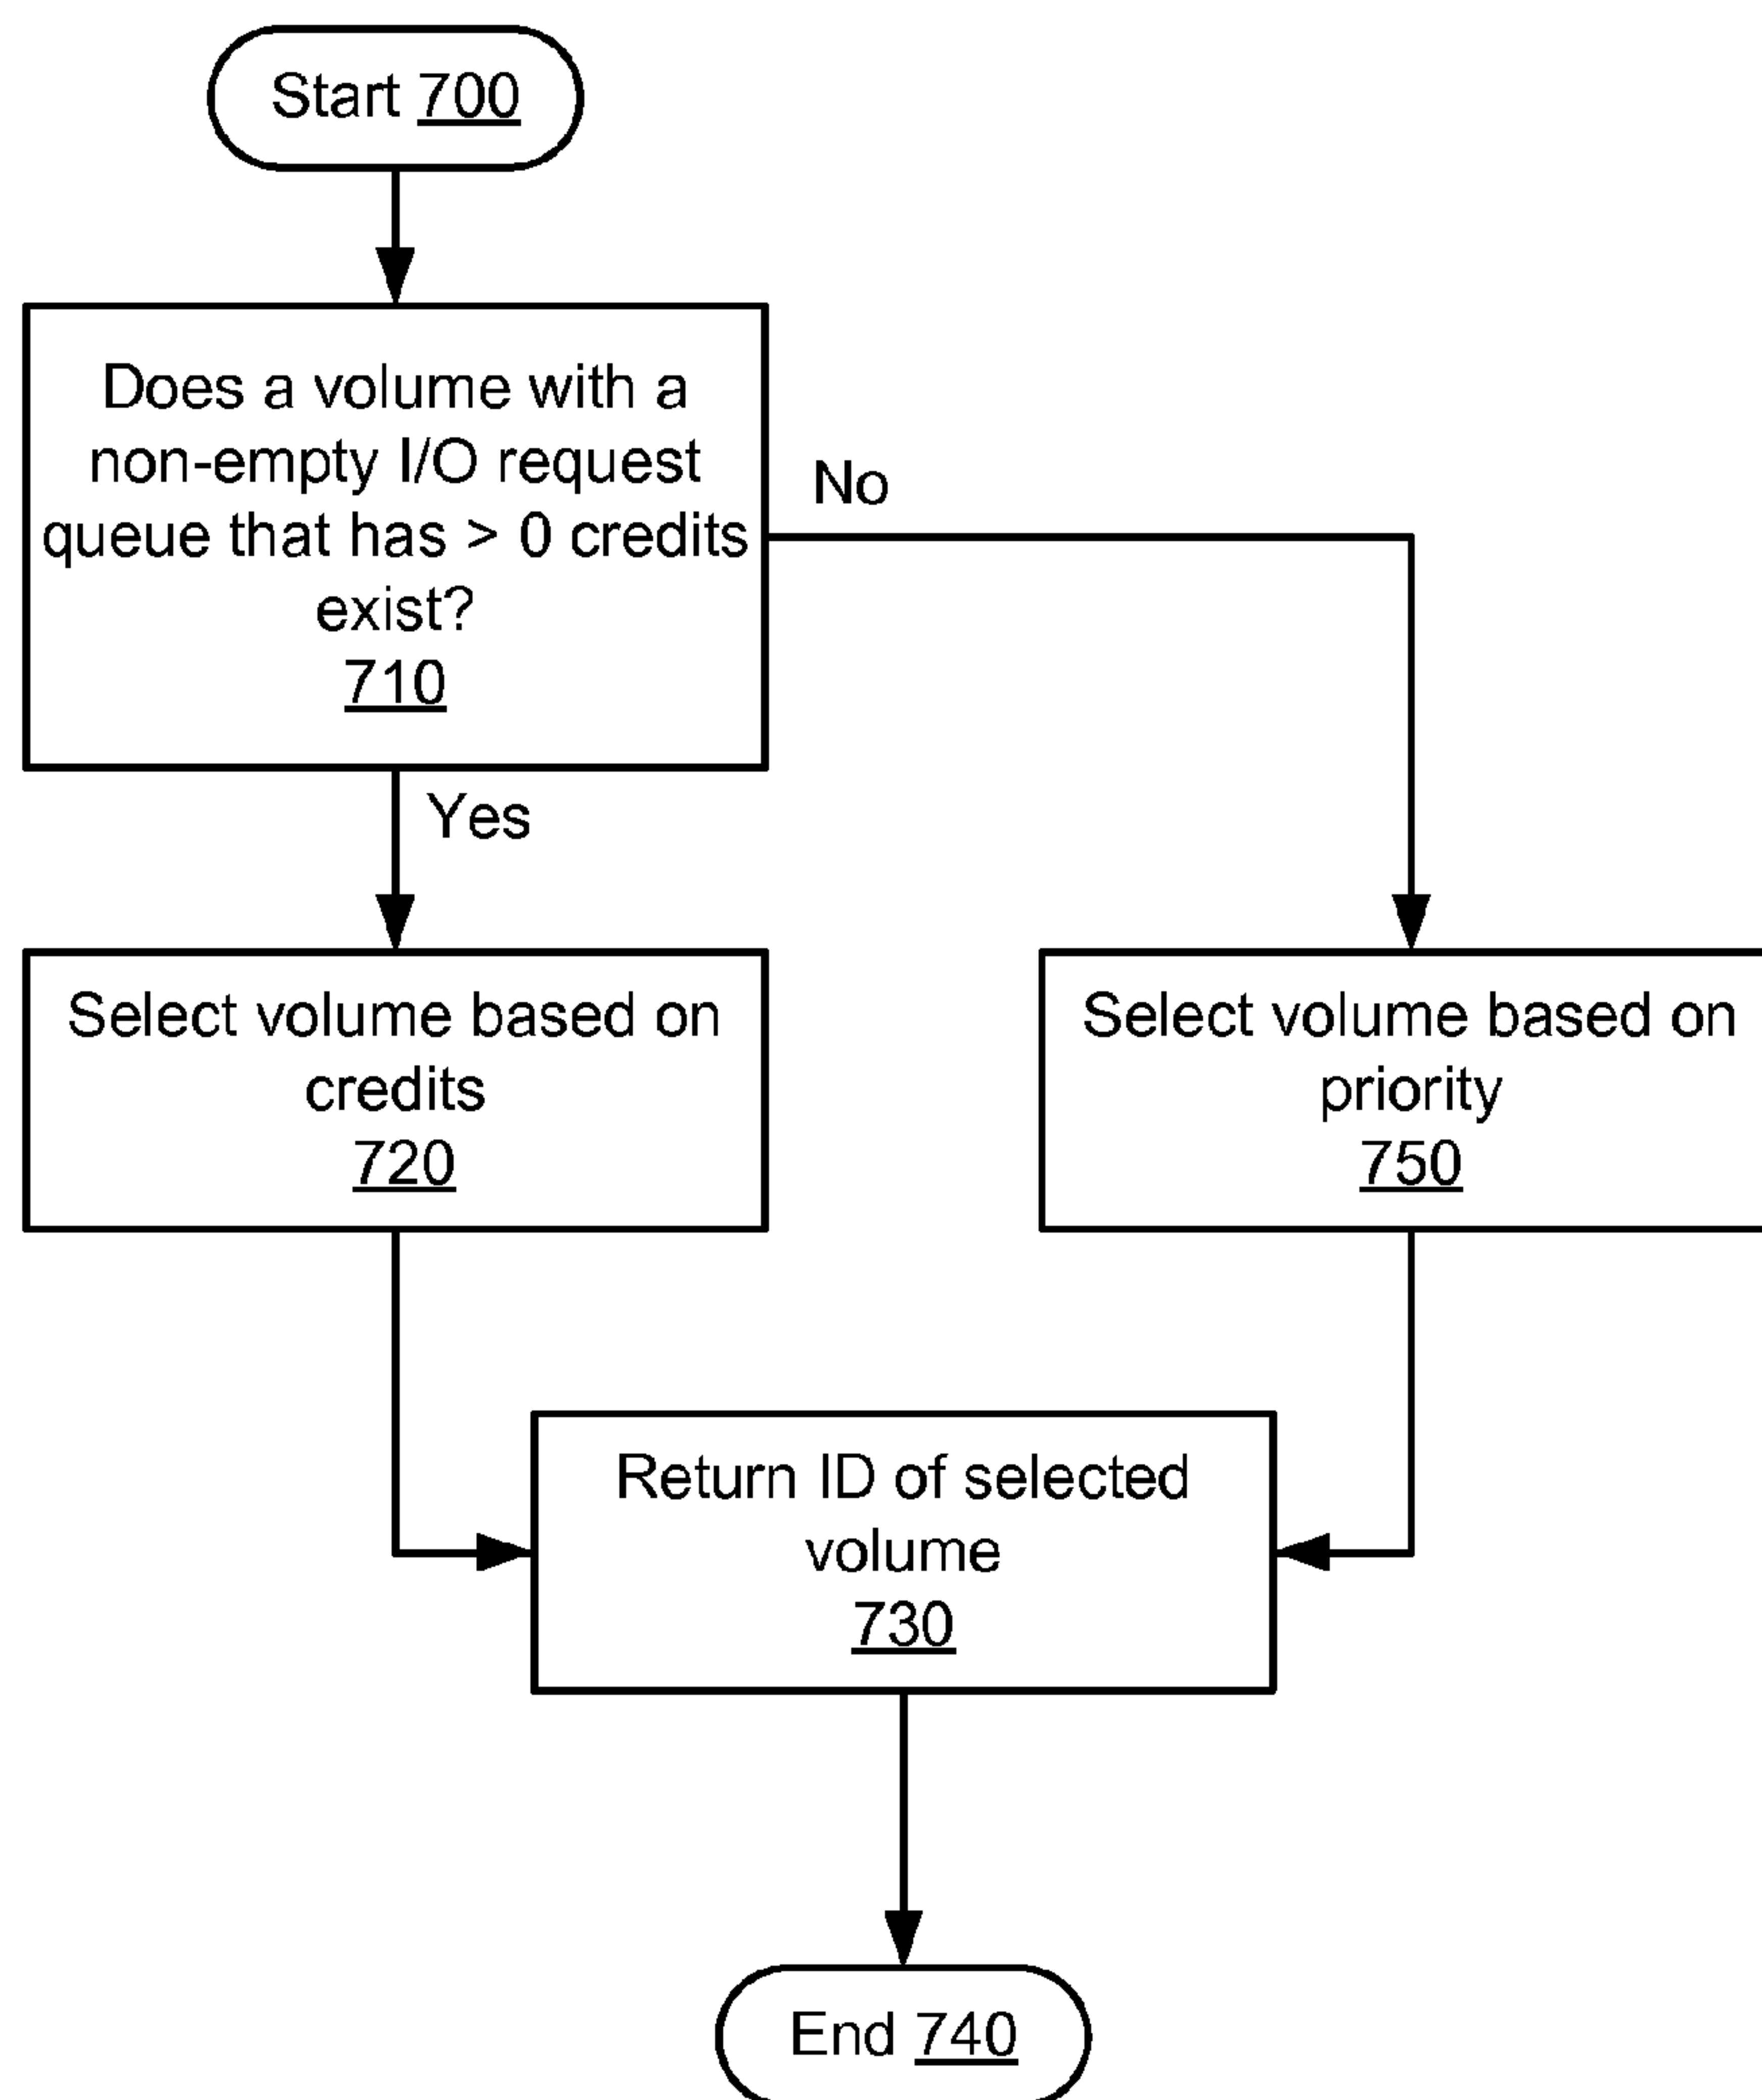 Start 700
Does a volume with a
non-empty I/O request
queue that has > 0 credits
exist?
710
No
Yes
Select volume based on
credits
720
Select volume based on
priority
750
Return ID of selected
volume
730
End 740